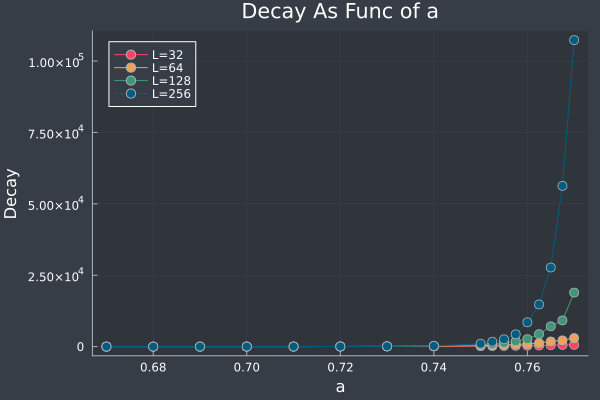 Decay As Func of a
L=32
L=64
L=128
L=256
1.00×10⁵
7.50×10⁴
5.00×10⁴
2.50×10⁴
0
Decay
0.68 0.70 0.72 0.74 0.76
a